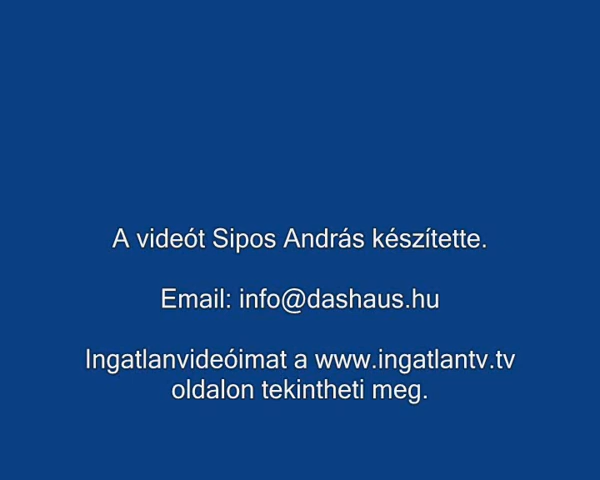 A videót Sipos András készítette.
Email: info@dashaus.hu
Ingatlanvideóimat a www.ingatlantv.tv
oldalon tekintheti meg.